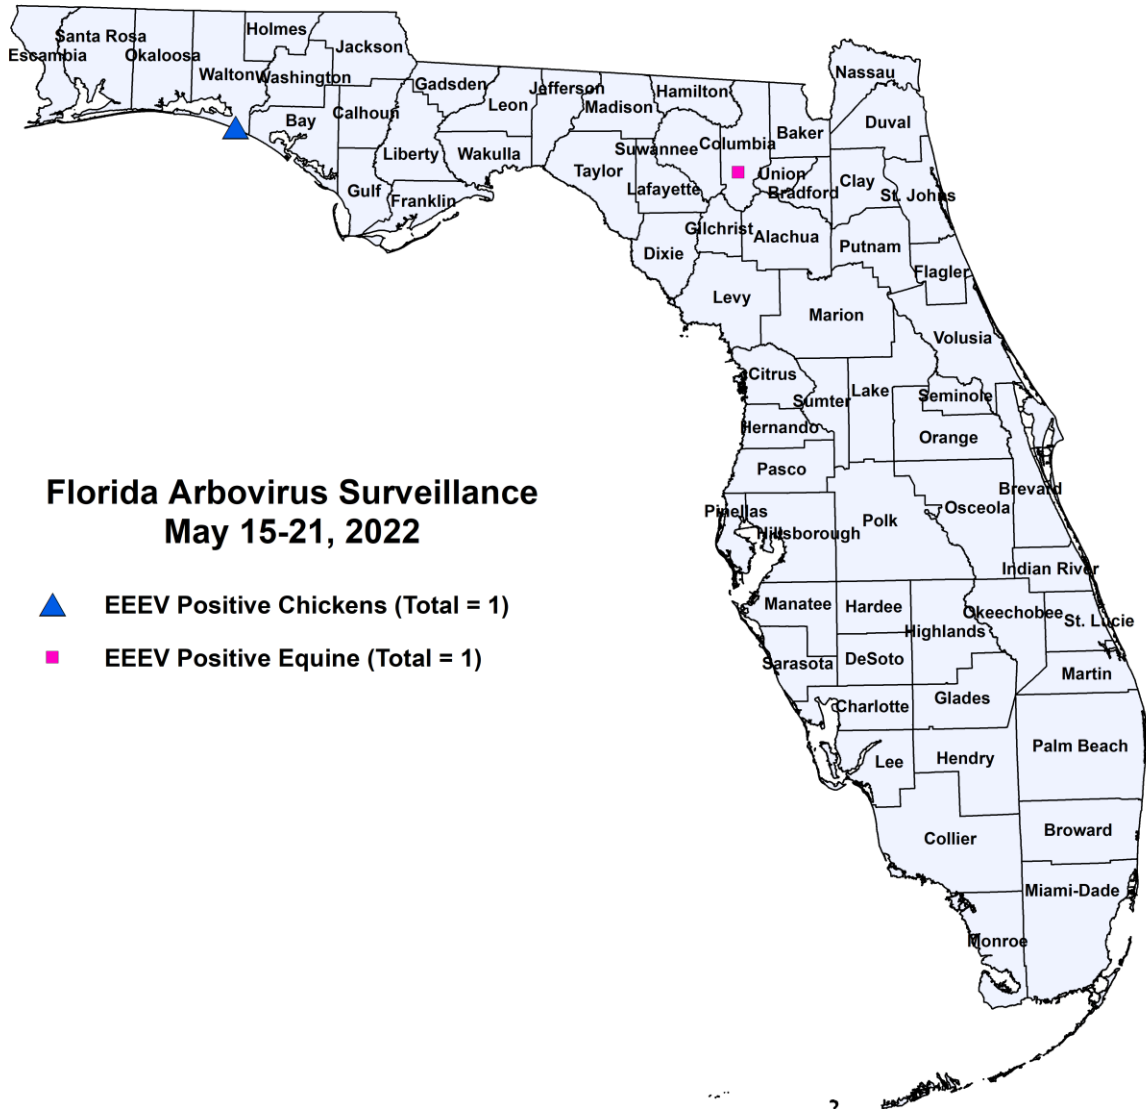 Holmes
Santa Rosa
Jackson
Escambia
Okaloosa
Walton
Washington
Nassau
Gadsden
Jefferson
Hamilton
Leon
Madison
Calhoun
Bay
Duval
Baker
Columbia
Suwannee
Liberty
Wakulla
Taylor
Union
Clay
Lafayette
Bradford
Gulf
St. Johns
Franklin
Gilchrist
Alachua
Putnam
Dixie
Flagler
Levy
Marion
Volusia
Citrus
Lake
Sumter
Seminole
Hernando
Orange
Pasco
Florida Arbovirus Surveillance
May 15-21, 2022
Brevard
Osceola
Pinellas
Polk
Hillsborough
Indian River
EEEV Positive Chickens (Total = 1)
Manatee
Hardee
Okeechobee
St. Lucie
Highlands
EEEV Positive Equine (Total = 1)
Sarasota
DeSoto
Martin
Glades
Charlotte
Palm Beach
Hendry
Lee
Broward
Collier
Miami-Dade
Monroe